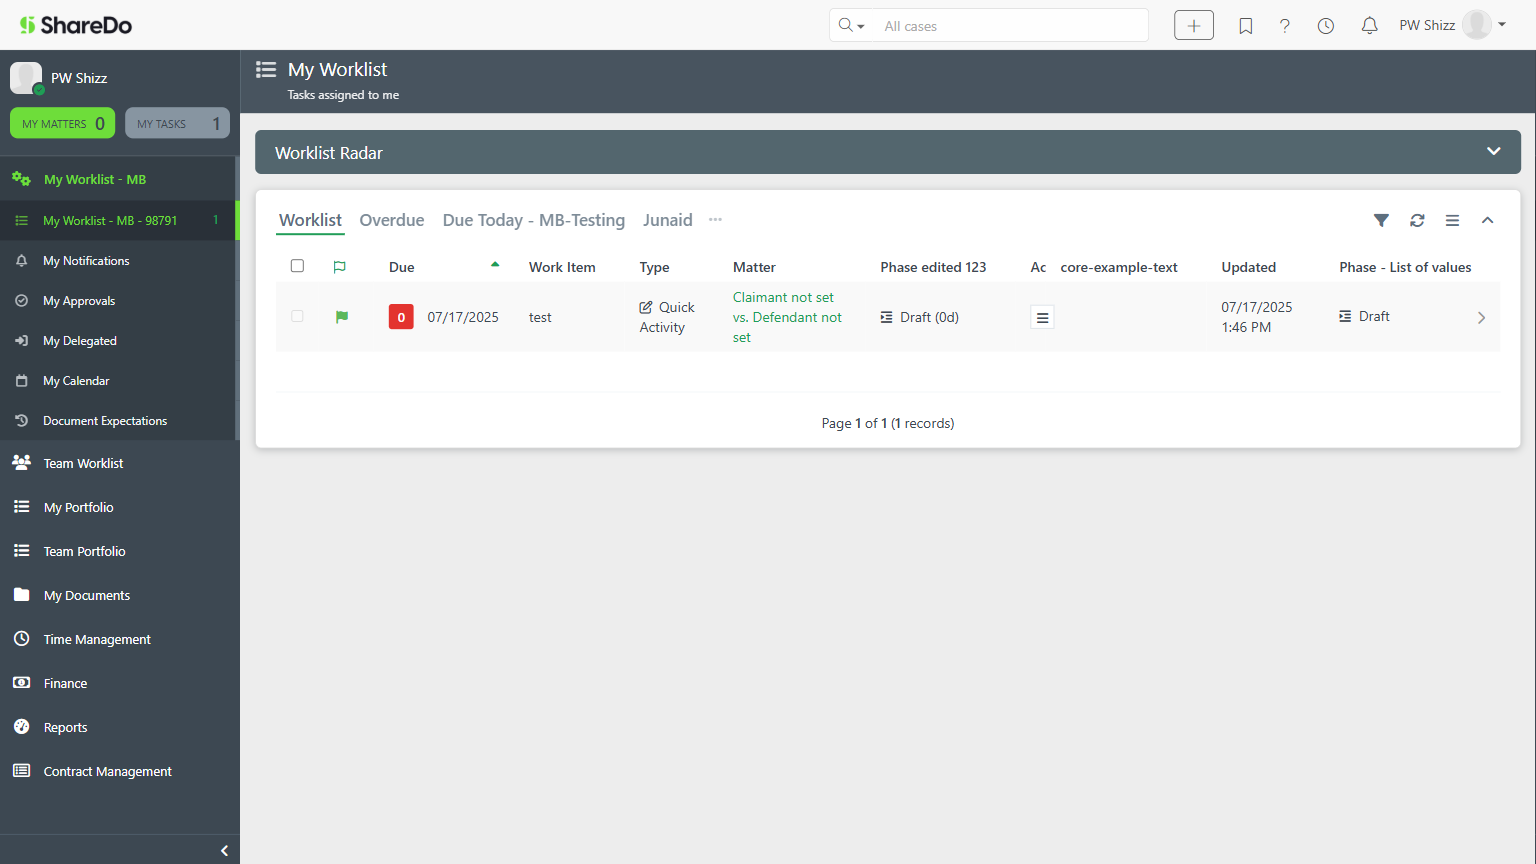 ShareDo
All cases
PW Shizz
PW Shizz
MY MATTERS 0
MY TASKS 1
My Worklist - MB
My Worklist - MB - 98791 1
My Notifications
My Approvals
My Delegated
My Calendar
Document Expectations
Team Worklist
My Portfolio
Team Portfolio
My Documents
Time Management
Finance
Reports
Contract Management
My Worklist
Tasks assigned to me
Worklist Radar
Worklist Overdue Due Today - MB-Testing Junaid
Due Work Item Type Matter Phase edited 123 Ac core-example-text Updated Phase - List of values
0 07/17/2025 test
Quick
Activity
Claimant not set
vs. Defendant not
set
Draft (0d)
07/17/2025
1:46 PM
Draft
Page 1 of 1 (1 records)